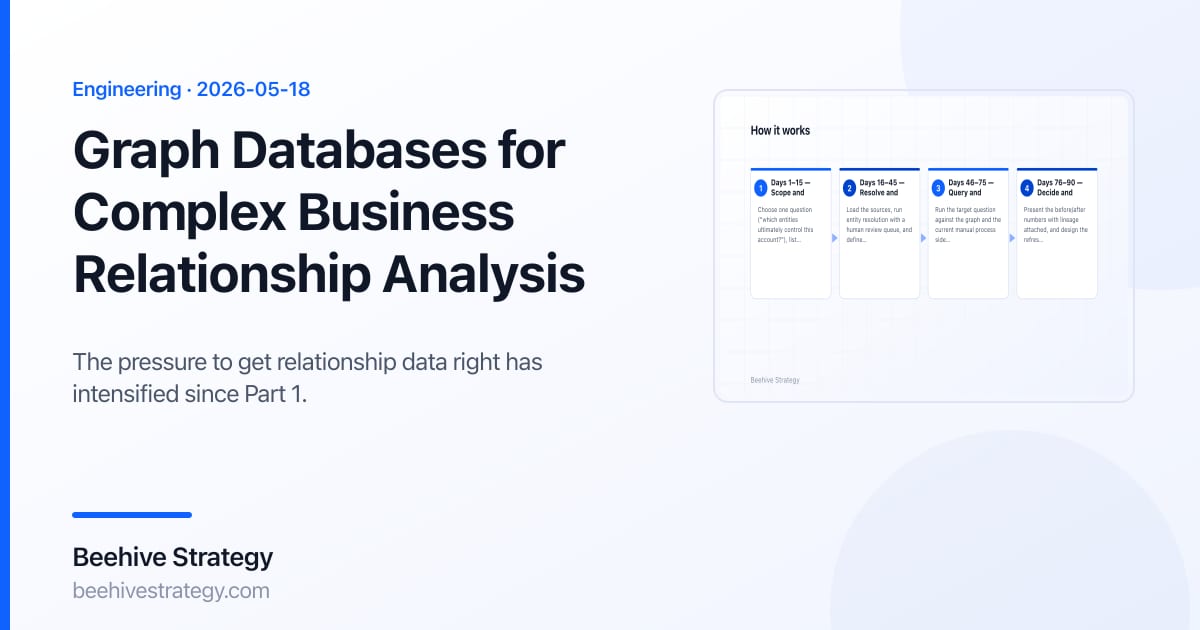 Engineering · 2026-05-18
Graph Databases for
Complex Business
Relationship Analysis
The pressure to get relationship data right has
intensified since Part 1.
Beehive Strategy
beehivestrategy.com
How it works
1
Days 1–15 —
Scope and
Choose one question
("which entities
ultimately control this
account?"), list...
2
Days 16–45 —
Resolve and
Load the sources, run
entity resolution with a
human review queue, and
define...
3
Days 46–75 —
Query and
Run the target question
against the graph and the
current manual process
side...
4
Days 76–90 —
Decide and
Present the before/after
numbers with lineage
attached, and design the
refres...
Beehive Strategy